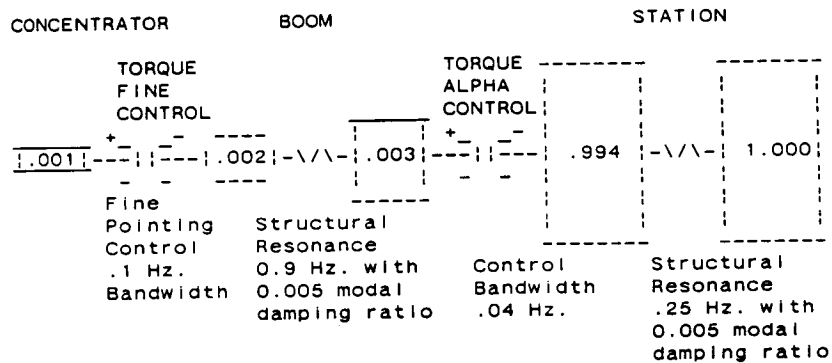 CONCENTRATOR BOOM STATION
TORQUE FINE CONTROL
TORQUE ALPHA CONTROL
.001
.002
.003
.994
1.000
Fine Pointing Control .1 Hz. Bandwidth
Structural Resonance 0.9 Hz. with 0.005 modal damping ratio
Control Bandwidth .04 Hz.
Structural Resonance .25 Hz. with 0.005 modal damping ratio